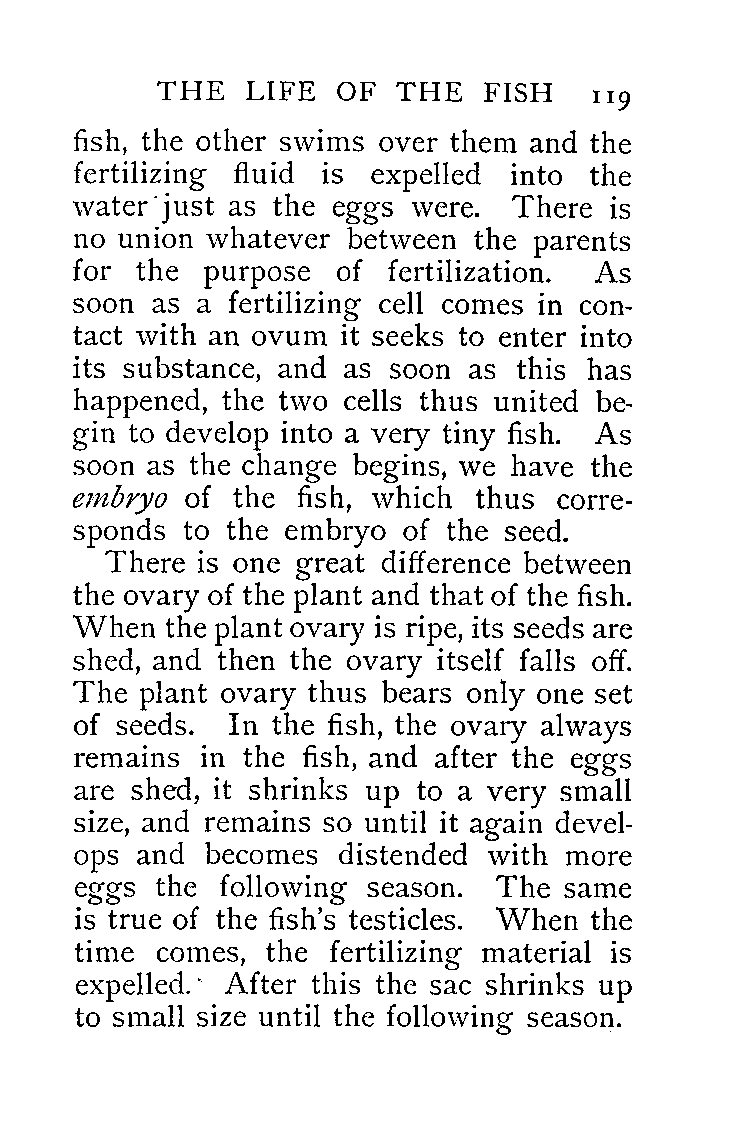 THE LIFE OF THE FISH 119
fish, the other swims over them and the
fertilizing fluid is expelled into the
water just as the eggs were. There is
no union whatever between the parents
for the purpose of fertilization. As
soon as a fertilizing cell comes in con-
tact with an ovum it seeks to enter into
its substance, and as soon as this has
happened, the two cells thus united be-
gin to develop into a very tiny fish. As
soon as the change begins, we have the
embryo of the fish, which thus corre-
sponds to the embryo of the seed.
There is one great difference between
the ovary of the plant and that of the fish.
When the plant ovary is ripe, its seeds are
shed, and then the ovary itself falls off.
The plant ovary thus bears only one set
of seeds. In the fish, the ovary always
remains in the fish, and after the eggs
are shed, it shrinks up to a very small
size, and remains so until it again devel-
ops and becomes distended with more
eggs the following season. The same
is true of the fish's testicles. When the
time comes, the fertilizing material is
expelled. After this the sac shrinks up
to small size until the following season.